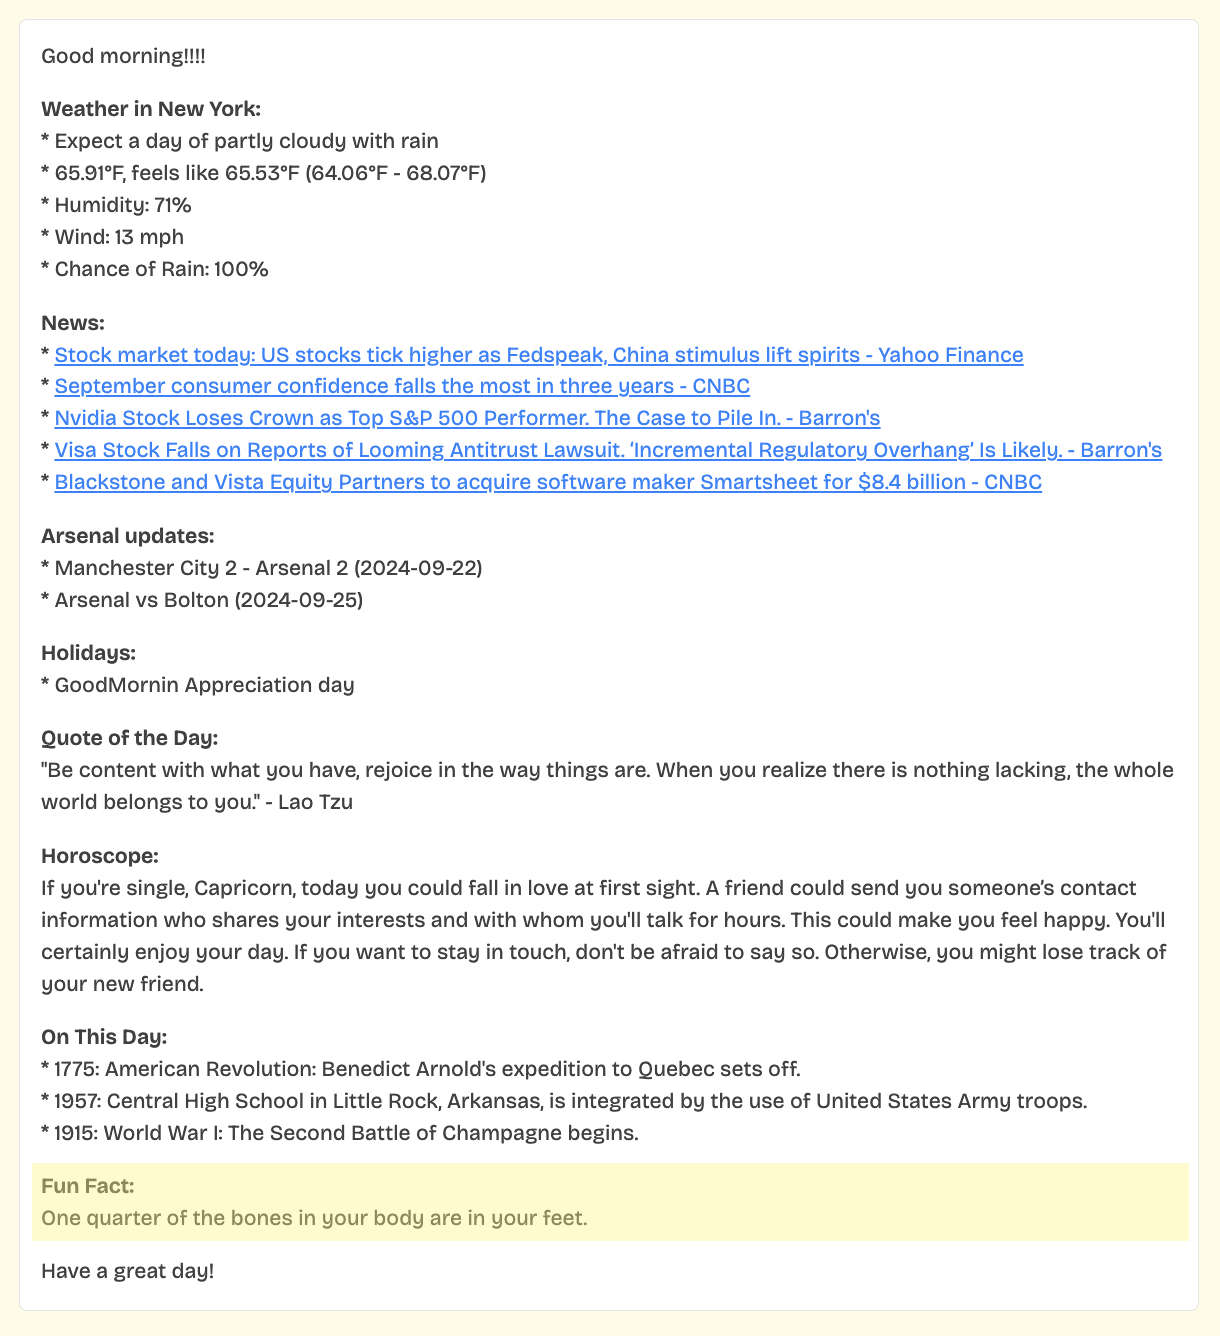 Good morning!!!!
Weather in New York:
* Expect a day of partly cloudy with rain
* 65.91°F, feels like 65.53°F (64.06°F - 68.07°F)
* Humidity: 71%
* Wind: 13 mph
* Chance of Rain: 100%
News:
* Stock market today: US stocks tick higher as Fedspeak, China stimulus lift spirits - Yahoo Finance
* September consumer confidence falls the most in three years - CNBC
* Nvidia Stock Loses Crown as Top S&P 500 Performer. The Case to Pile In. - Barron's
* Visa Stock Falls on Reports of Looming Antitrust Lawsuit. ‘Incremental Regulatory Overhang’ Is Likely. - Barron's
* Blackstone and Vista Equity Partners to acquire software maker Smartsheet for $8.4 billion - CNBC
Arsenal updates:
* Manchester City 2 - Arsenal 2 (2024-09-22)
* Arsenal vs Bolton (2024-09-25)
Holidays:
* GoodMornin Appreciation day
Quote of the Day:
"Be content with what you have, rejoice in the way things are. When you realize there is nothing lacking, the whole
world belongs to you." - Lao Tzu
Horoscope:
If you're single, Capricorn, today you could fall in love at first sight. A friend could send you someone’s contact
information who shares your interests and with whom you'll talk for hours. This could make you feel happy. You'll
certainly enjoy your day. If you want to stay in touch, don't be afraid to say so. Otherwise, you might lose track of
your new friend.
On This Day:
* 1775: American Revolution: Benedict Arnold's expedition to Quebec sets off.
* 1957: Central High School in Little Rock, Arkansas, is integrated by the use of United States Army troops.
* 1915: World War I: The Second Battle of Champagne begins.
Fun Fact:
One quarter of the bones in your body are in your feet.
Have a great day!